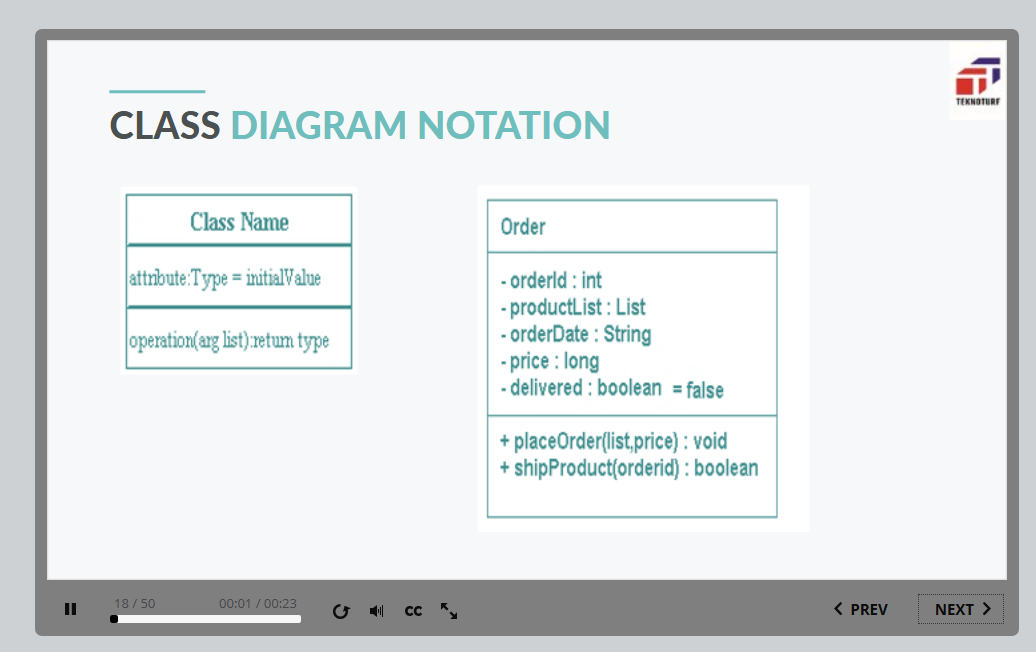 TEKNOTURF
CLASS DIAGRAM NOTATION
Class Name
attribute:Type = initialValue
operation(arg list):return type
Order
- orderId : int
- productList : List
- orderDate : String
- price : long
- delivered : boolean = false
+ placeOrder(list,price) : void
+ shipProduct(orderid) : boolean
18 / 50
00:01 / 00:23
CC
PREV
NEXT